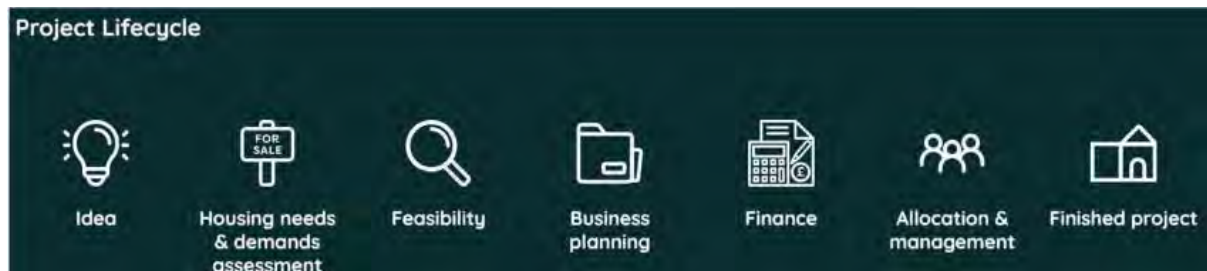 Project Lifecycle
FOR
SALE
£
Idea
Housing needs
& demands
assessment
Feasibility
Business
planning
Finance
Allocation &
management
Finished project